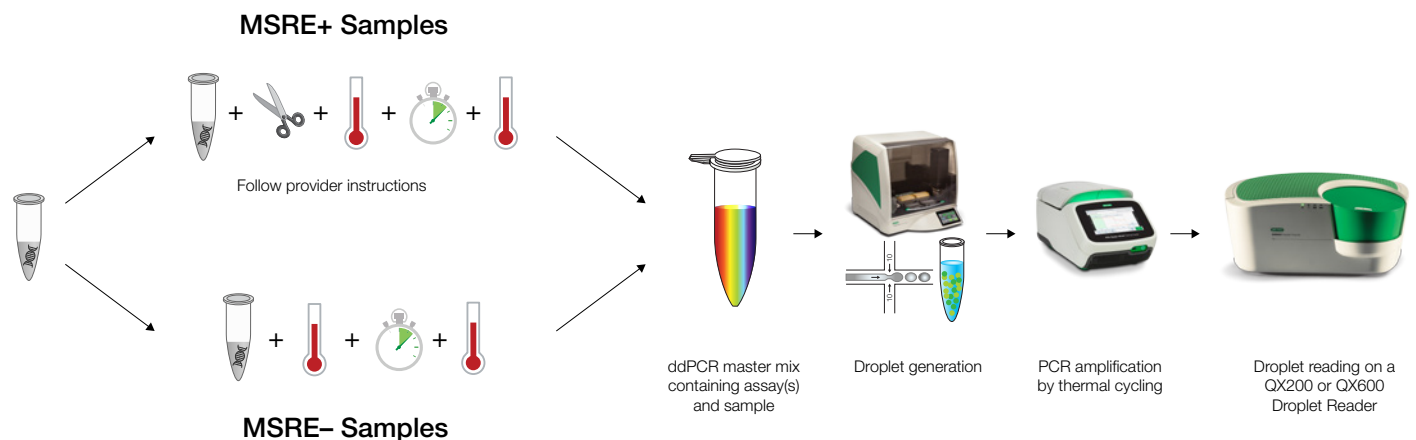 MSRE+ Samples
+ + + +
Follow provider instructions
+ + +
MSRE– Samples
ddPCR master mix
containing assay(s)
and sample
Droplet generation
PCR amplification
by thermal cycling
Droplet reading on a
QX200 or QX600
Droplet Reader